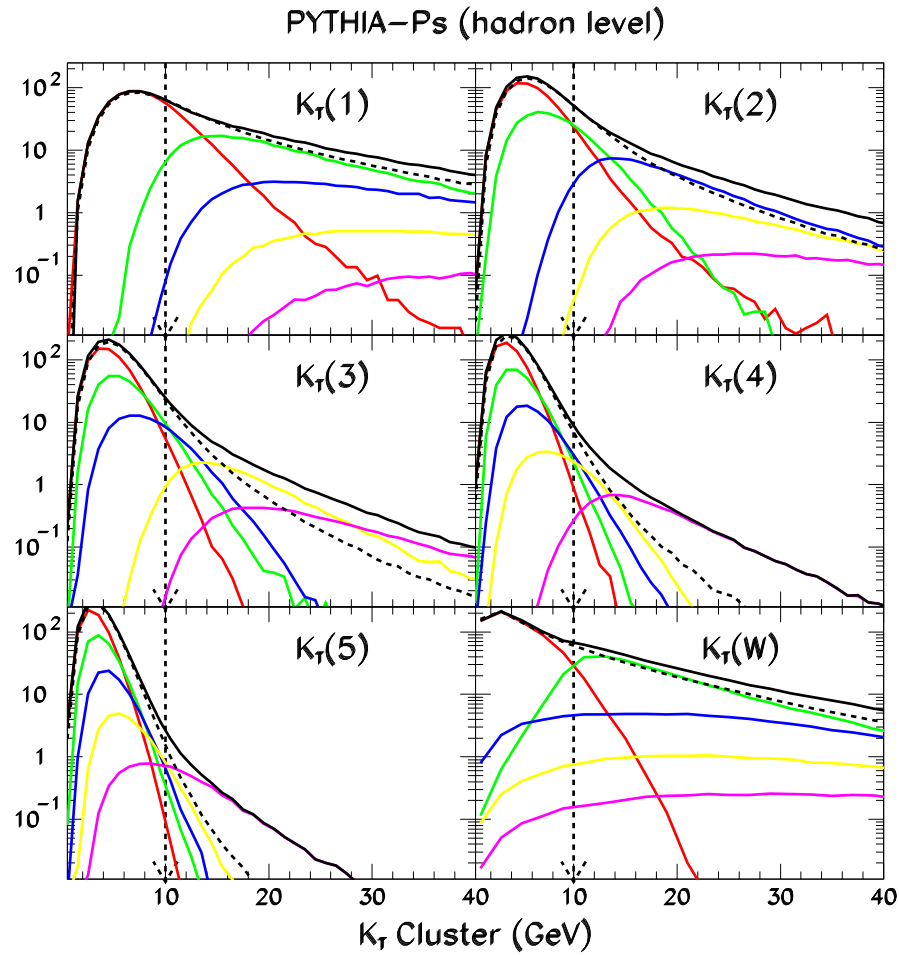 PYTHIA−Ps (hadron level)
10² K_T(1) K_T(2)
10
1
10⁻¹
10² K_T(3) K_T(4)
10
1
10⁻¹
10² K_T(5) K_T(W)
10
1
10⁻¹
10 20 30 40 10 20 30 40
K_T Cluster (GeV)